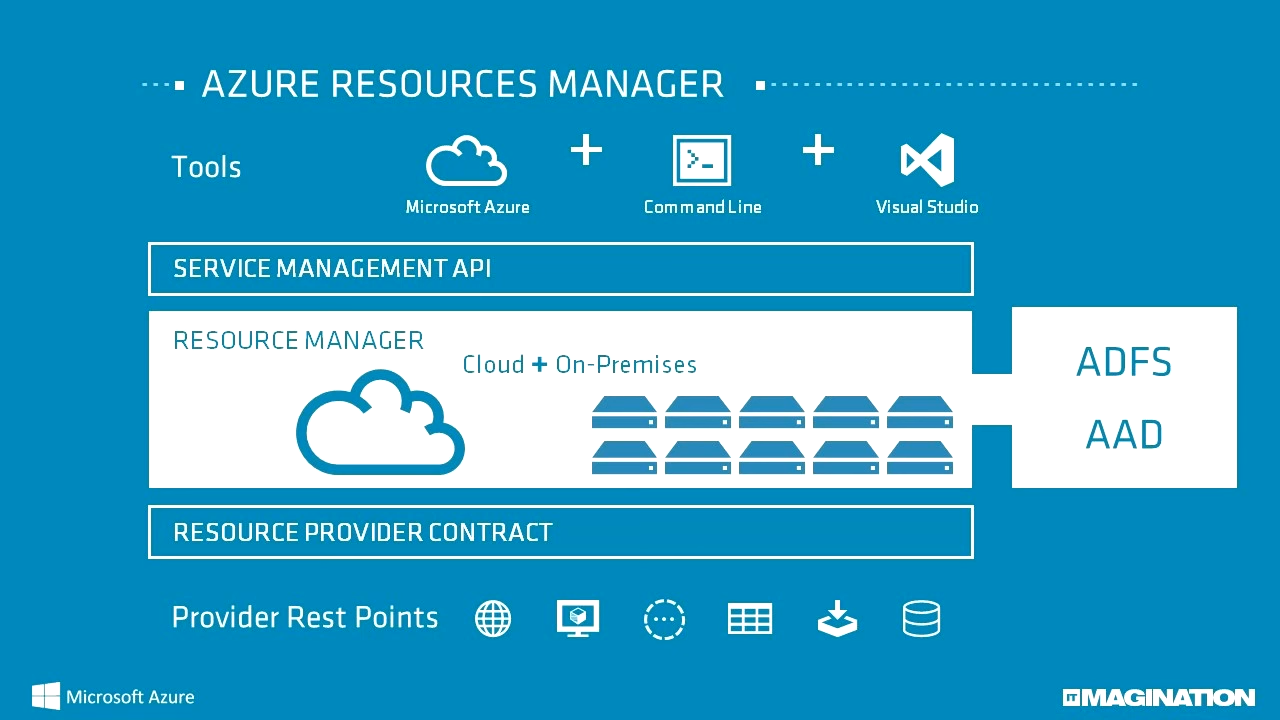 AZURE RESOURCES MANAGER
Tools
Microsoft Azure
Command Line
Visual Studio
SERVICE MANAGEMENT API
RESOURCE MANAGER
Cloud + On-Premises
ADFS
AAD
RESOURCE PROVIDER CONTRACT
Provider Rest Points
Microsoft Azure
ITMAGINATION